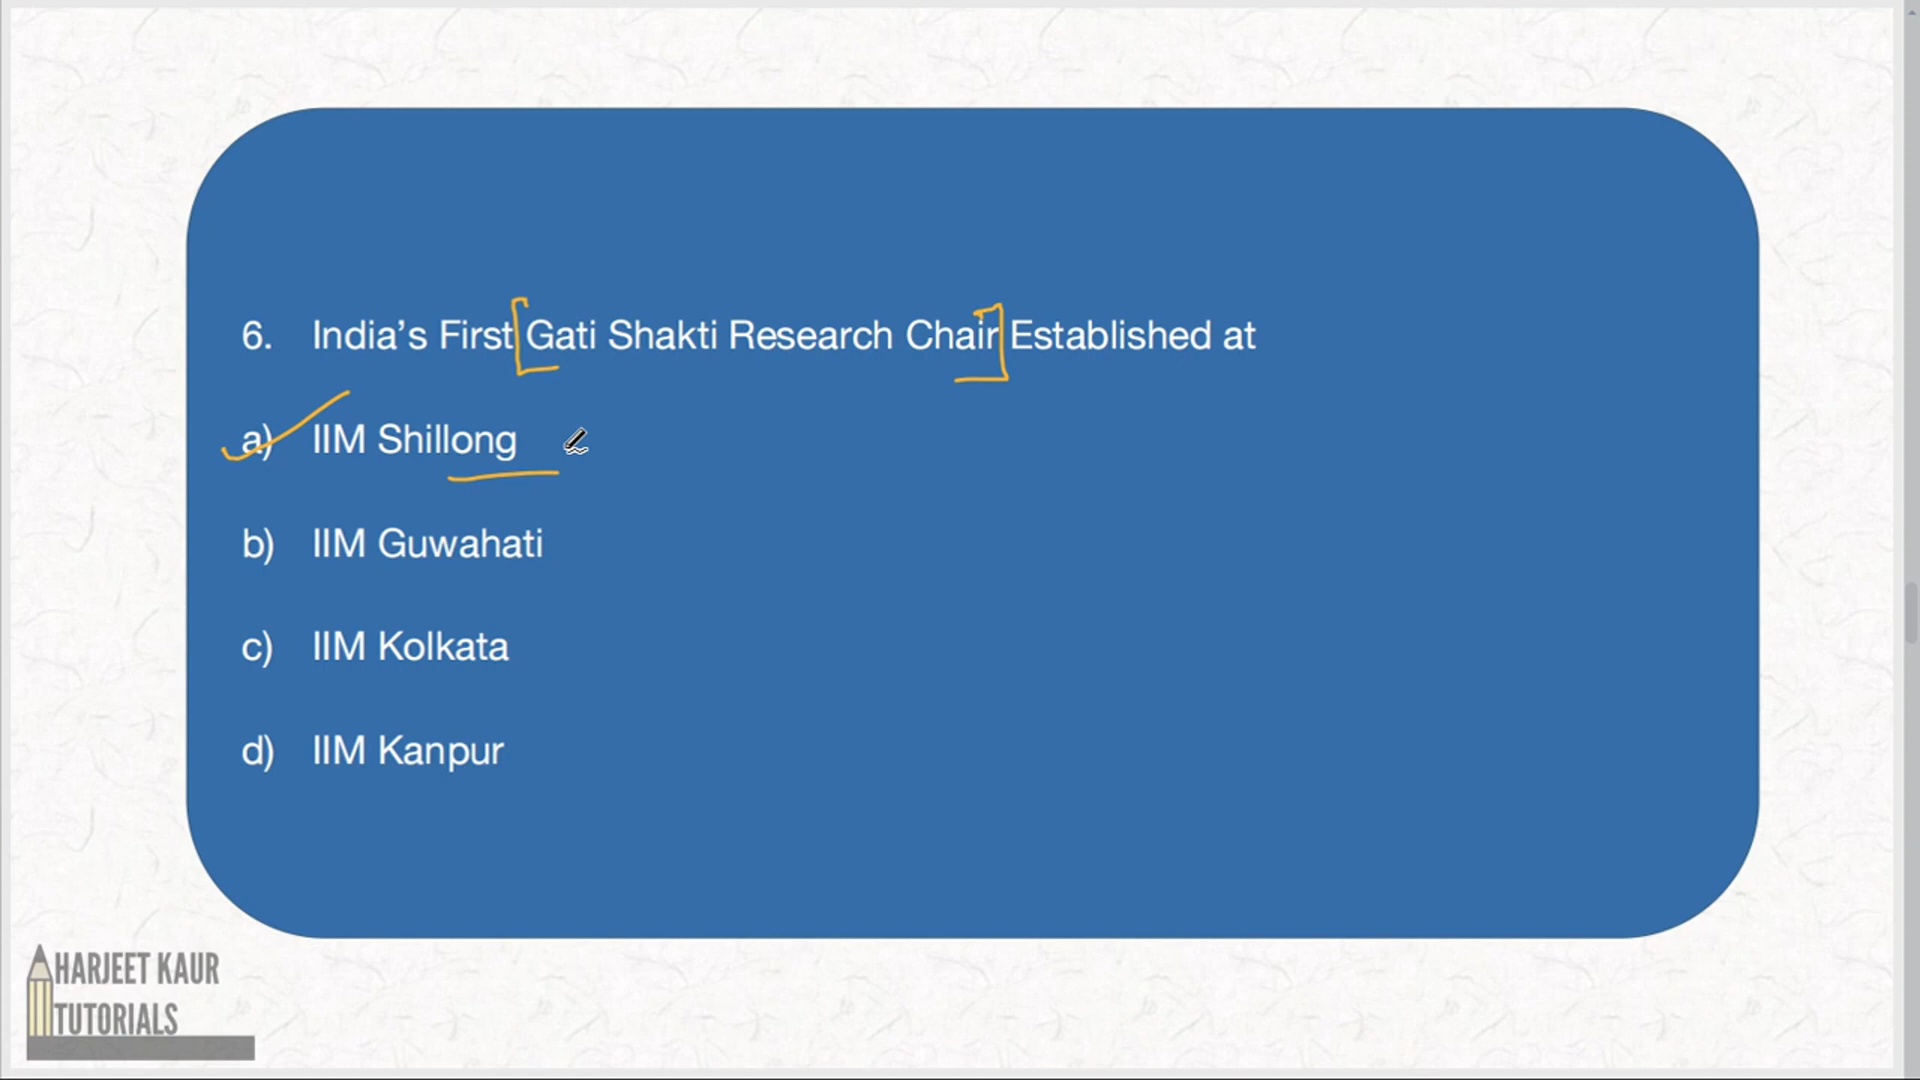 6. India’s First Gati Shakti Research Chair Established at
a) IIM Shillong
b) IIM Guwahati
c) IIM Kolkata
d) IIM Kanpur
HARJEET KAUR
TUTORIALS